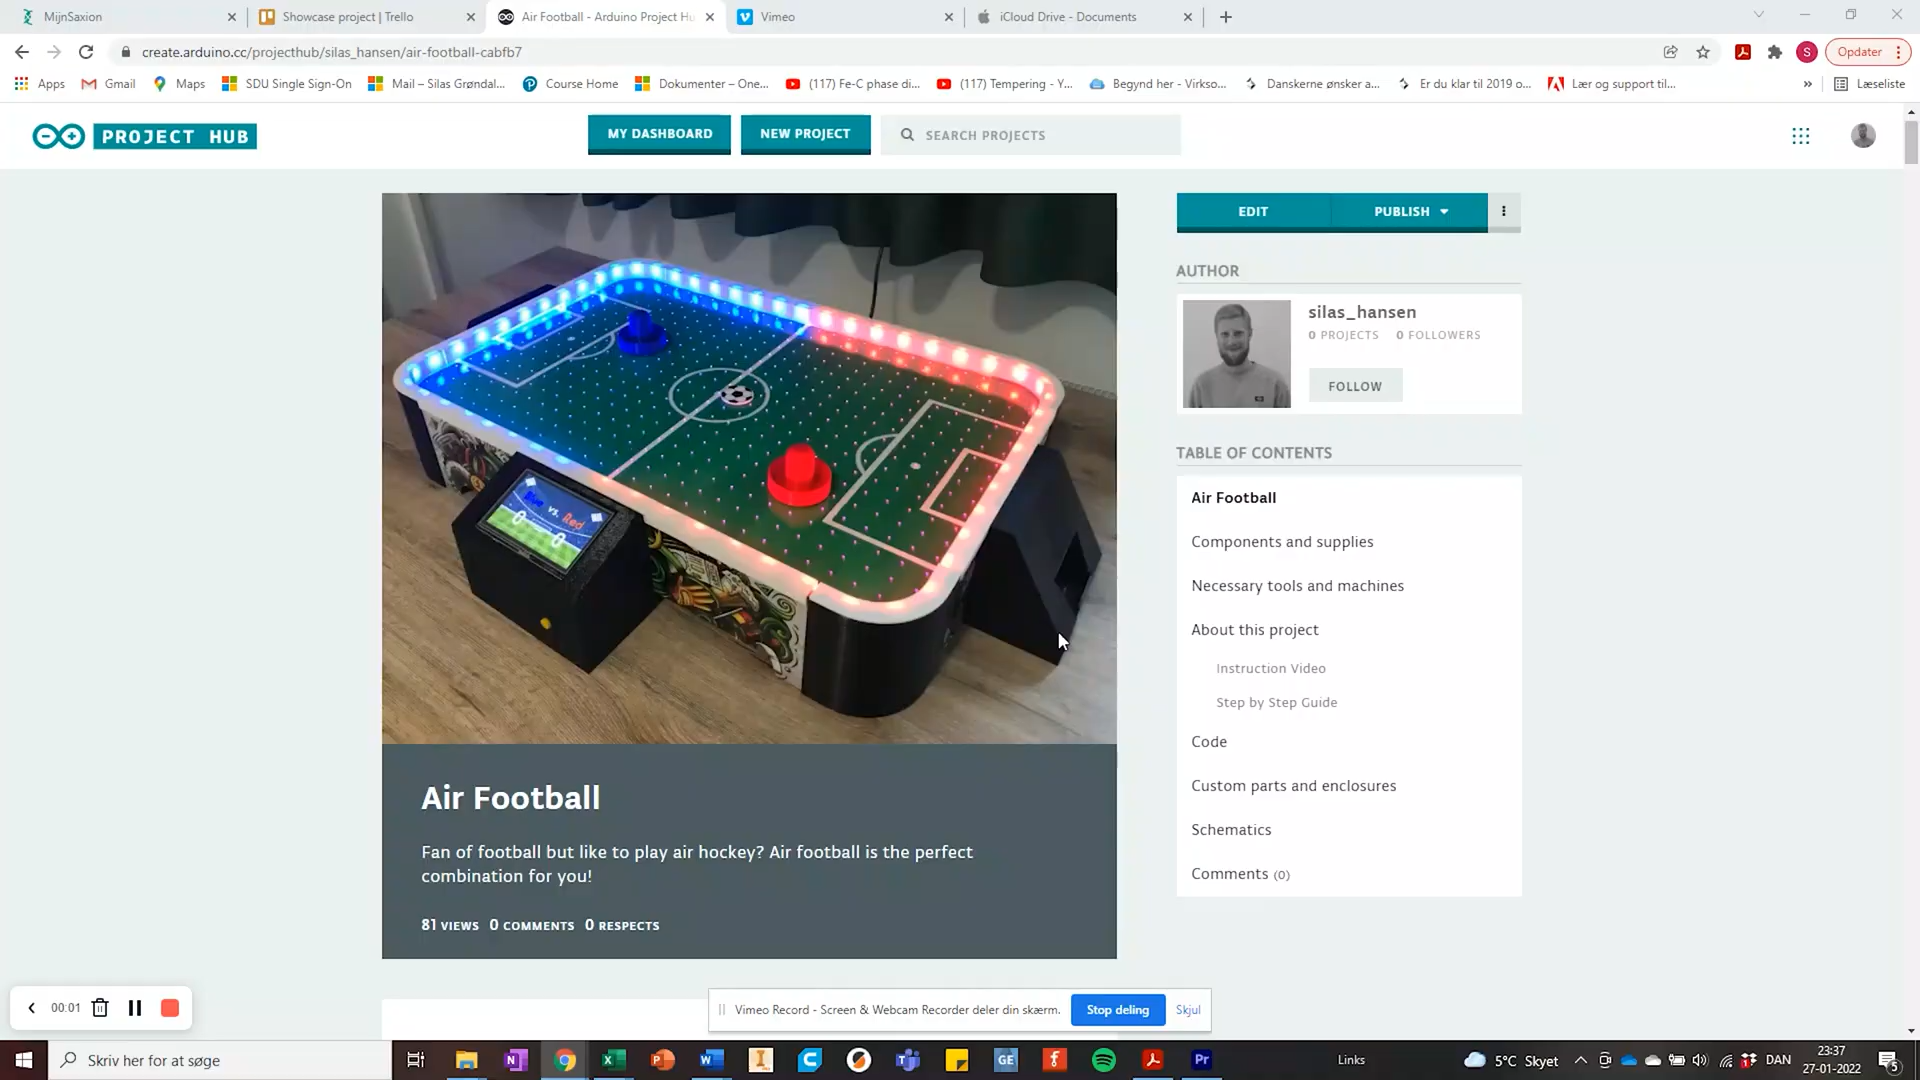 MijnSaxion
Showcase project | Trello
Air Football - Arduino Project Hu
Vimeo
iCloud Drive - Documents
create.arduino.cc/projecthub/silas_hansen/air-football-cabfb7
S
Opdater
Apps
Gmail
Maps
SDU Single Sign-On
Mail – Silas Grøndal...
Course Home
Dokumenter – One...
(117) Fe-C phase di...
(117) Tempering - Y...
Begynd her - Virkso...
Danskerne ønsker a...
Er du klar til 2019 o...
Lær og support til...
»
Læseliste
PROJECT HUB
MY DASHBOARD
NEW PROJECT
SEARCH PROJECTS
EDIT
PUBLISH
AUTHOR
silas_hansen
0 PROJECTS 0 FOLLOWERS
FOLLOW
TABLE OF CONTENTS
Air Football
Components and supplies
Necessary tools and machines
About this project
Instruction Video
Step by Step Guide
Code
Custom parts and enclosures
Schematics
Comments (0)
Blue vs. Red
0 0
Air Football
Fan of football but like to play air hockey? Air football is the perfect
combination for you!
81 VIEWS 0 COMMENTS 0 RESPECTS
00:01
Vimeo Record - Screen & Webcam Recorder deler din skærm.
Stop deling
Skjul
Skriv her for at søge
Links
5°C Skyet
DAN
23:37
27-01-2022
5